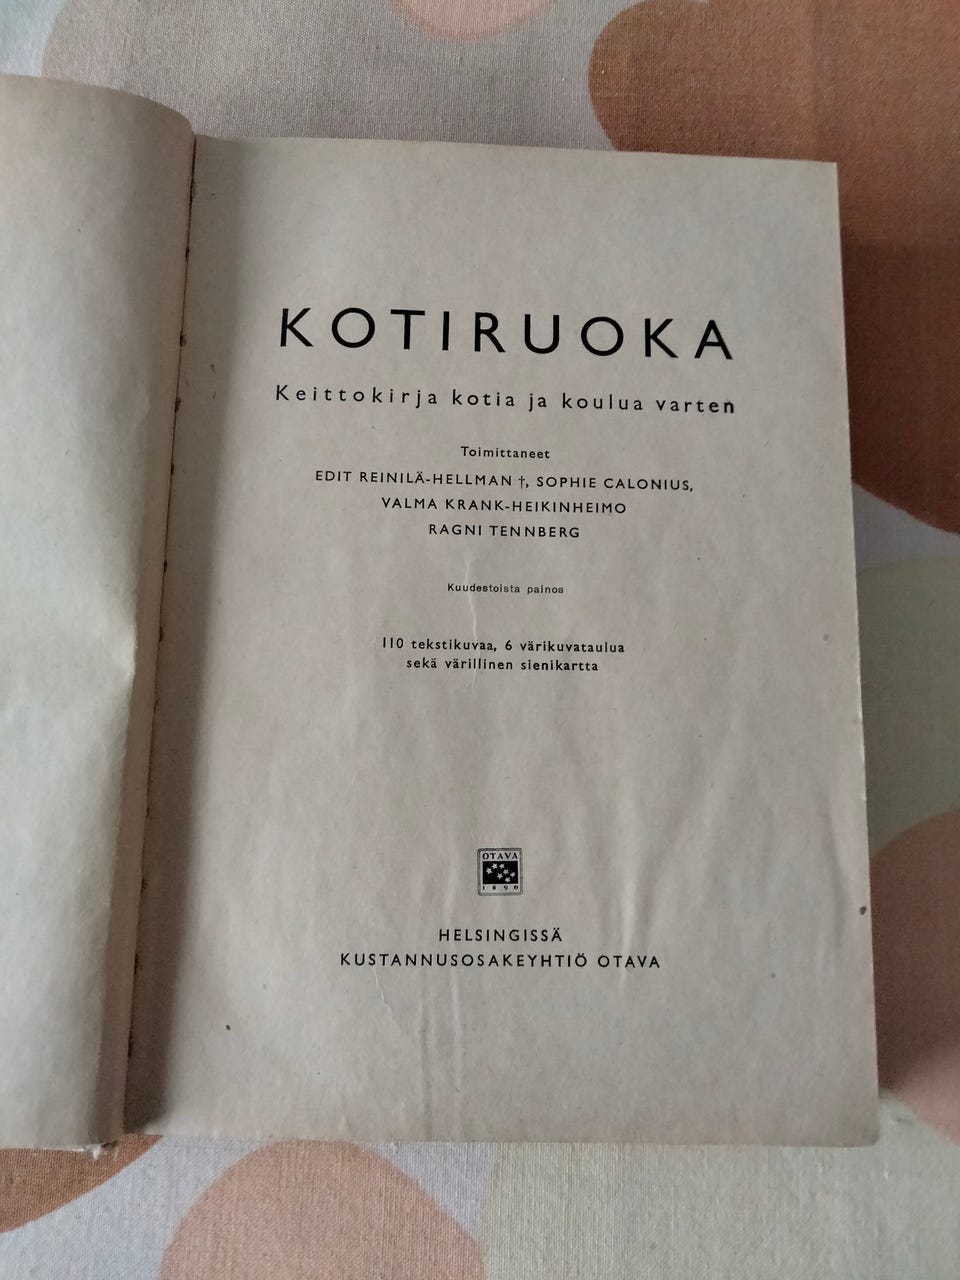 KOTIRUOKA
Keittokirja kotia ja koulua varten
Toimittaneet
EDIT REINILÄ-HELLMAN †, SOPHIE CALONIUS,
VALMA KRANK-HEIKINHEIMO
RAGNI TENNBERG
Kuudestoista painos
110 tekstikuvaa, 6 värikuvataulua
sekä värillinen sienikartta
OTAVA
1890
HELSINGISSÄ
KUSTANNUSOSAKEYHTIÖ OTAVA